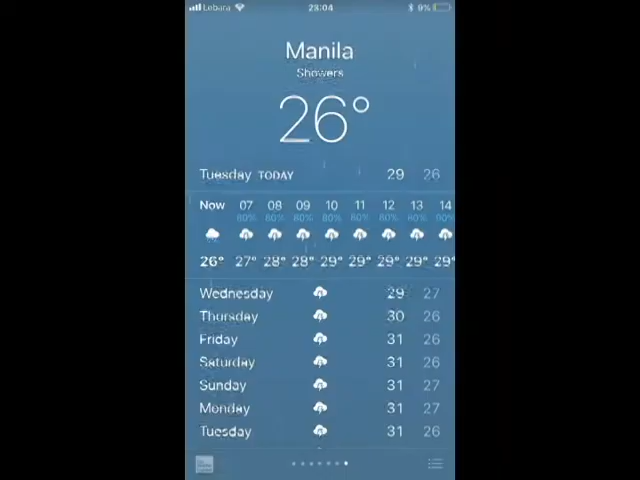 Lebara 23:04 9%
Manila
Showers
26°
Tuesday TODAY 29 26
Now 07 08 09 10 11 12 13 14
80% 80% 80% 80% 80% 80% 80%
26° 27° 28° 28° 29° 29° 29° 29° 29°
Wednesday 29 27
Thursday 30 26
Friday 31 26
Saturday 31 26
Sunday 31 27
Monday 31 27
Tuesday 31 26